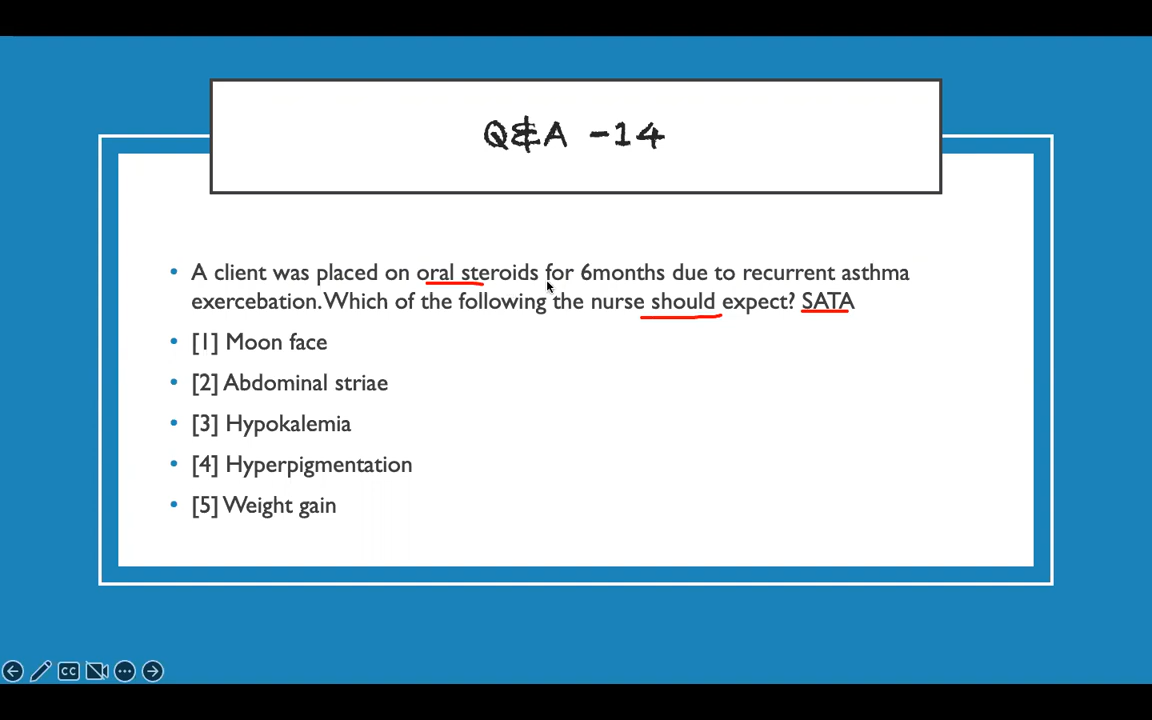 Q&A -14
• A client was placed on oral steroids for 6months due to recurrent asthma
exercebation. Which of the following the nurse should expect? SATA
• [1] Moon face
• [2] Abdominal striae
• [3] Hypokalemia
• [4] Hyperpigmentation
• [5] Weight gain
CC